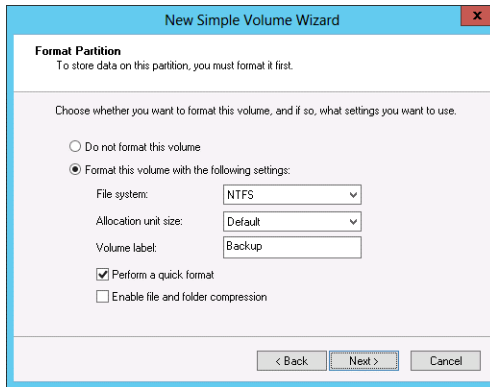 New Simple Volume Wizard
x
Format Partition
To store data on this partition, you must format it first.
Choose whether you want to format this volume, and if so, what settings you want to use.
Do not format this volume
Format this volume with the following settings:
File system: NTFS
Allocation unit size: Default
Volume label: Backup
Perform a quick format
Enable file and folder compression
< Back Next > Cancel